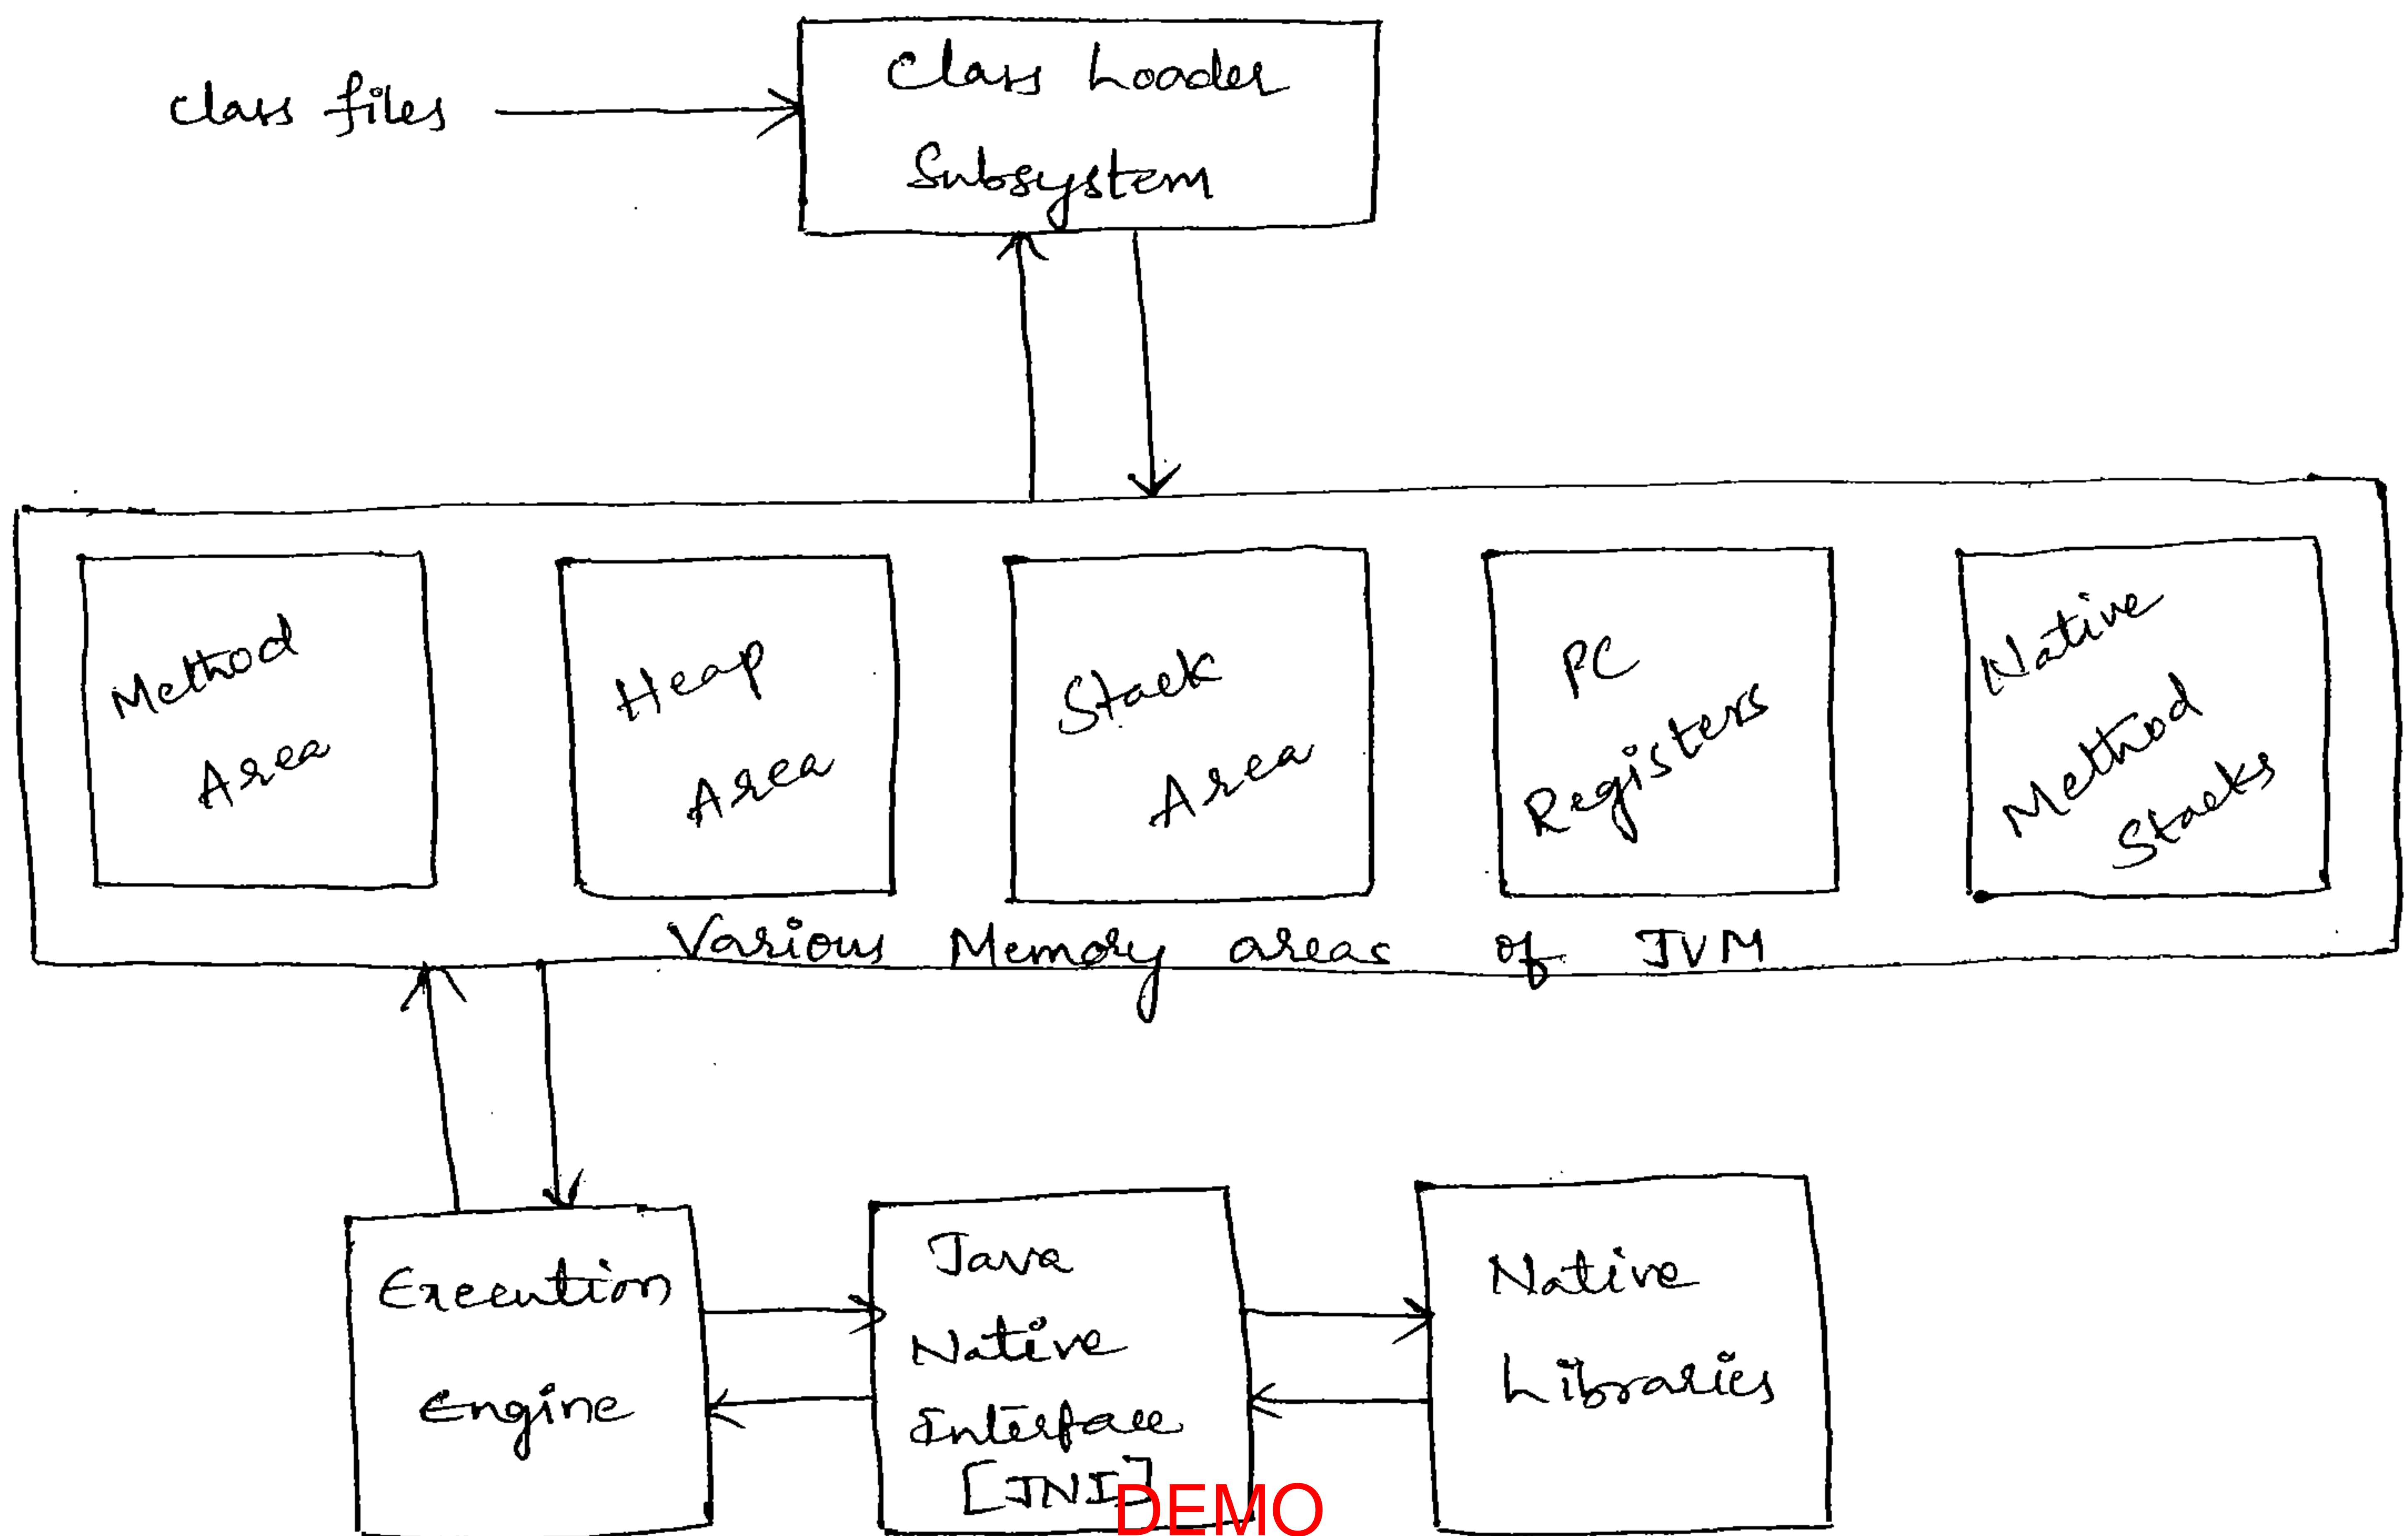 Class files
Class Loader
Subsystem
Method
Area
Heap
Area
Stack
Area
PC
Registers
Native
Method
Stacks
Various Memory areas of JVM
Execution
Engine
Java
Native
Interface
[JNI]
Native
Libraries
DEMO